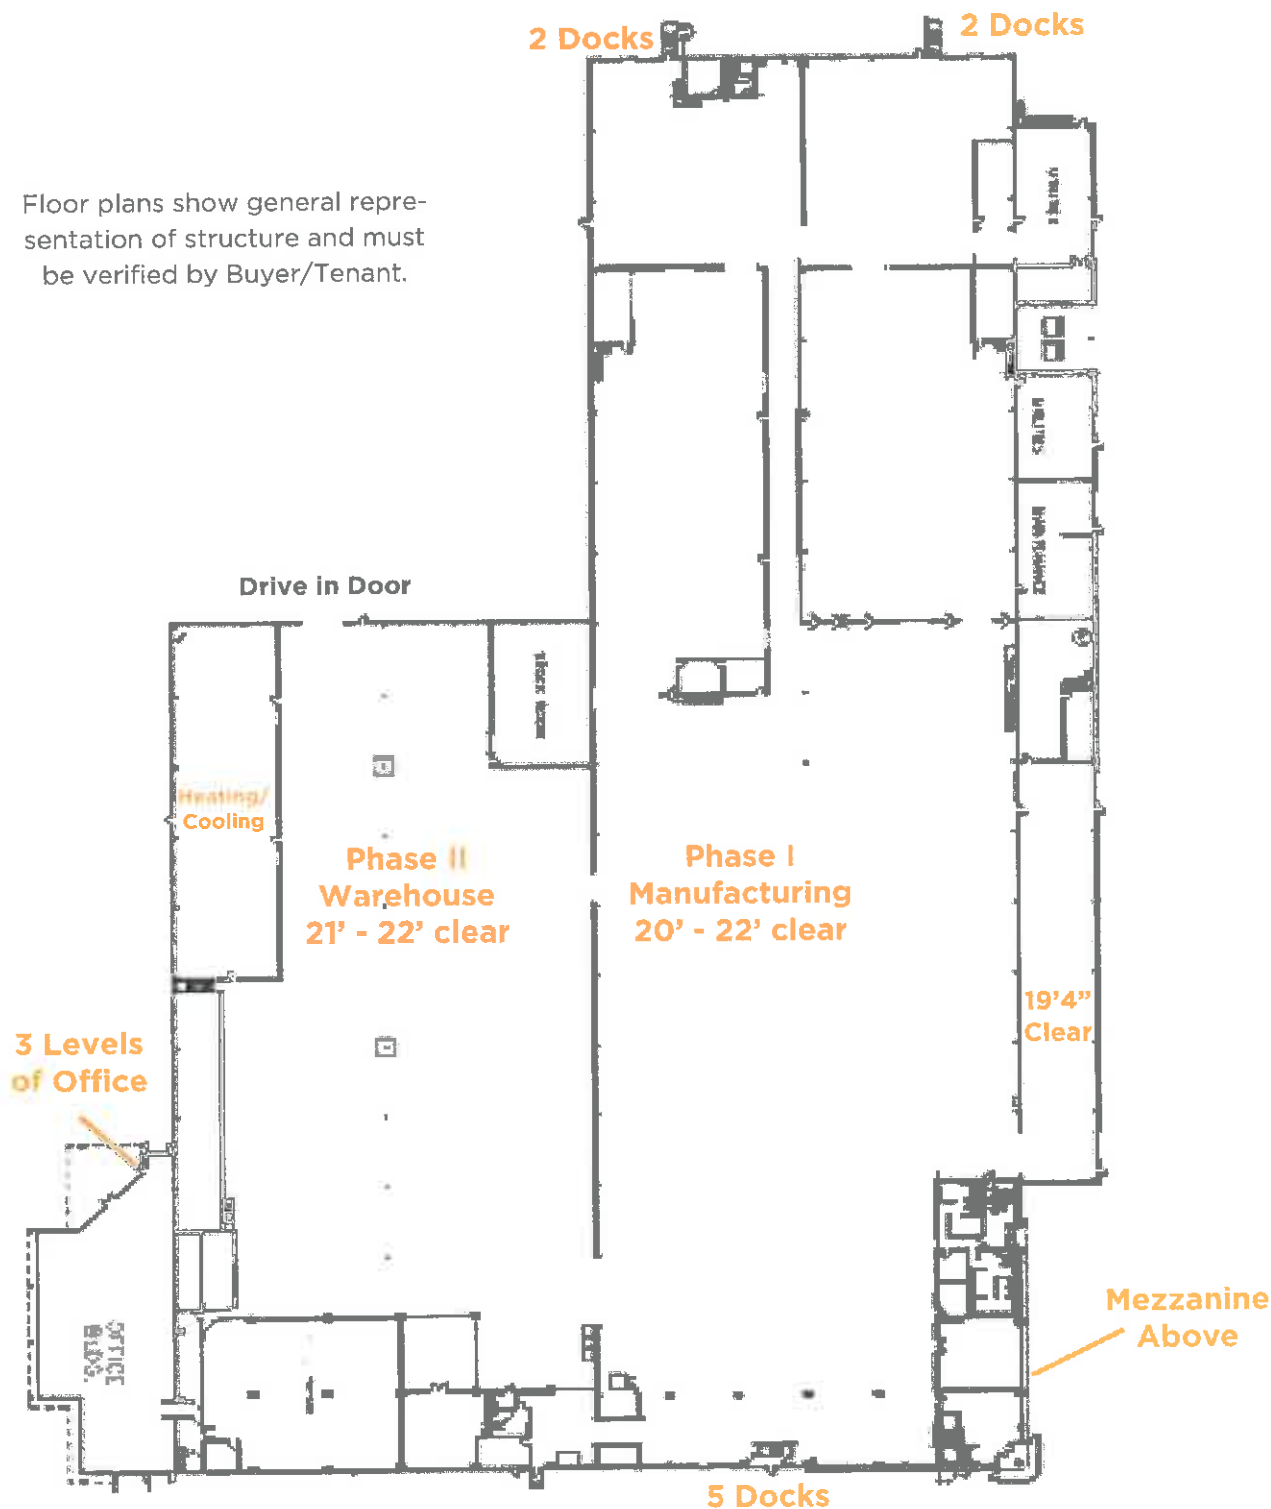 2 Docks
2 Docks
Floor plans show general repre-
sentation of structure and must
be verified by Buyer/Tenant.
Drive in Door
Heating/
Cooling
Phase II
Warehouse
21’ - 22’ clear
Phase I
Manufacturing
20’ - 22’ clear
19’4”
Clear
3 Levels
of Office
OFFICE
BLDG.
Mezzanine
Above
5 Docks